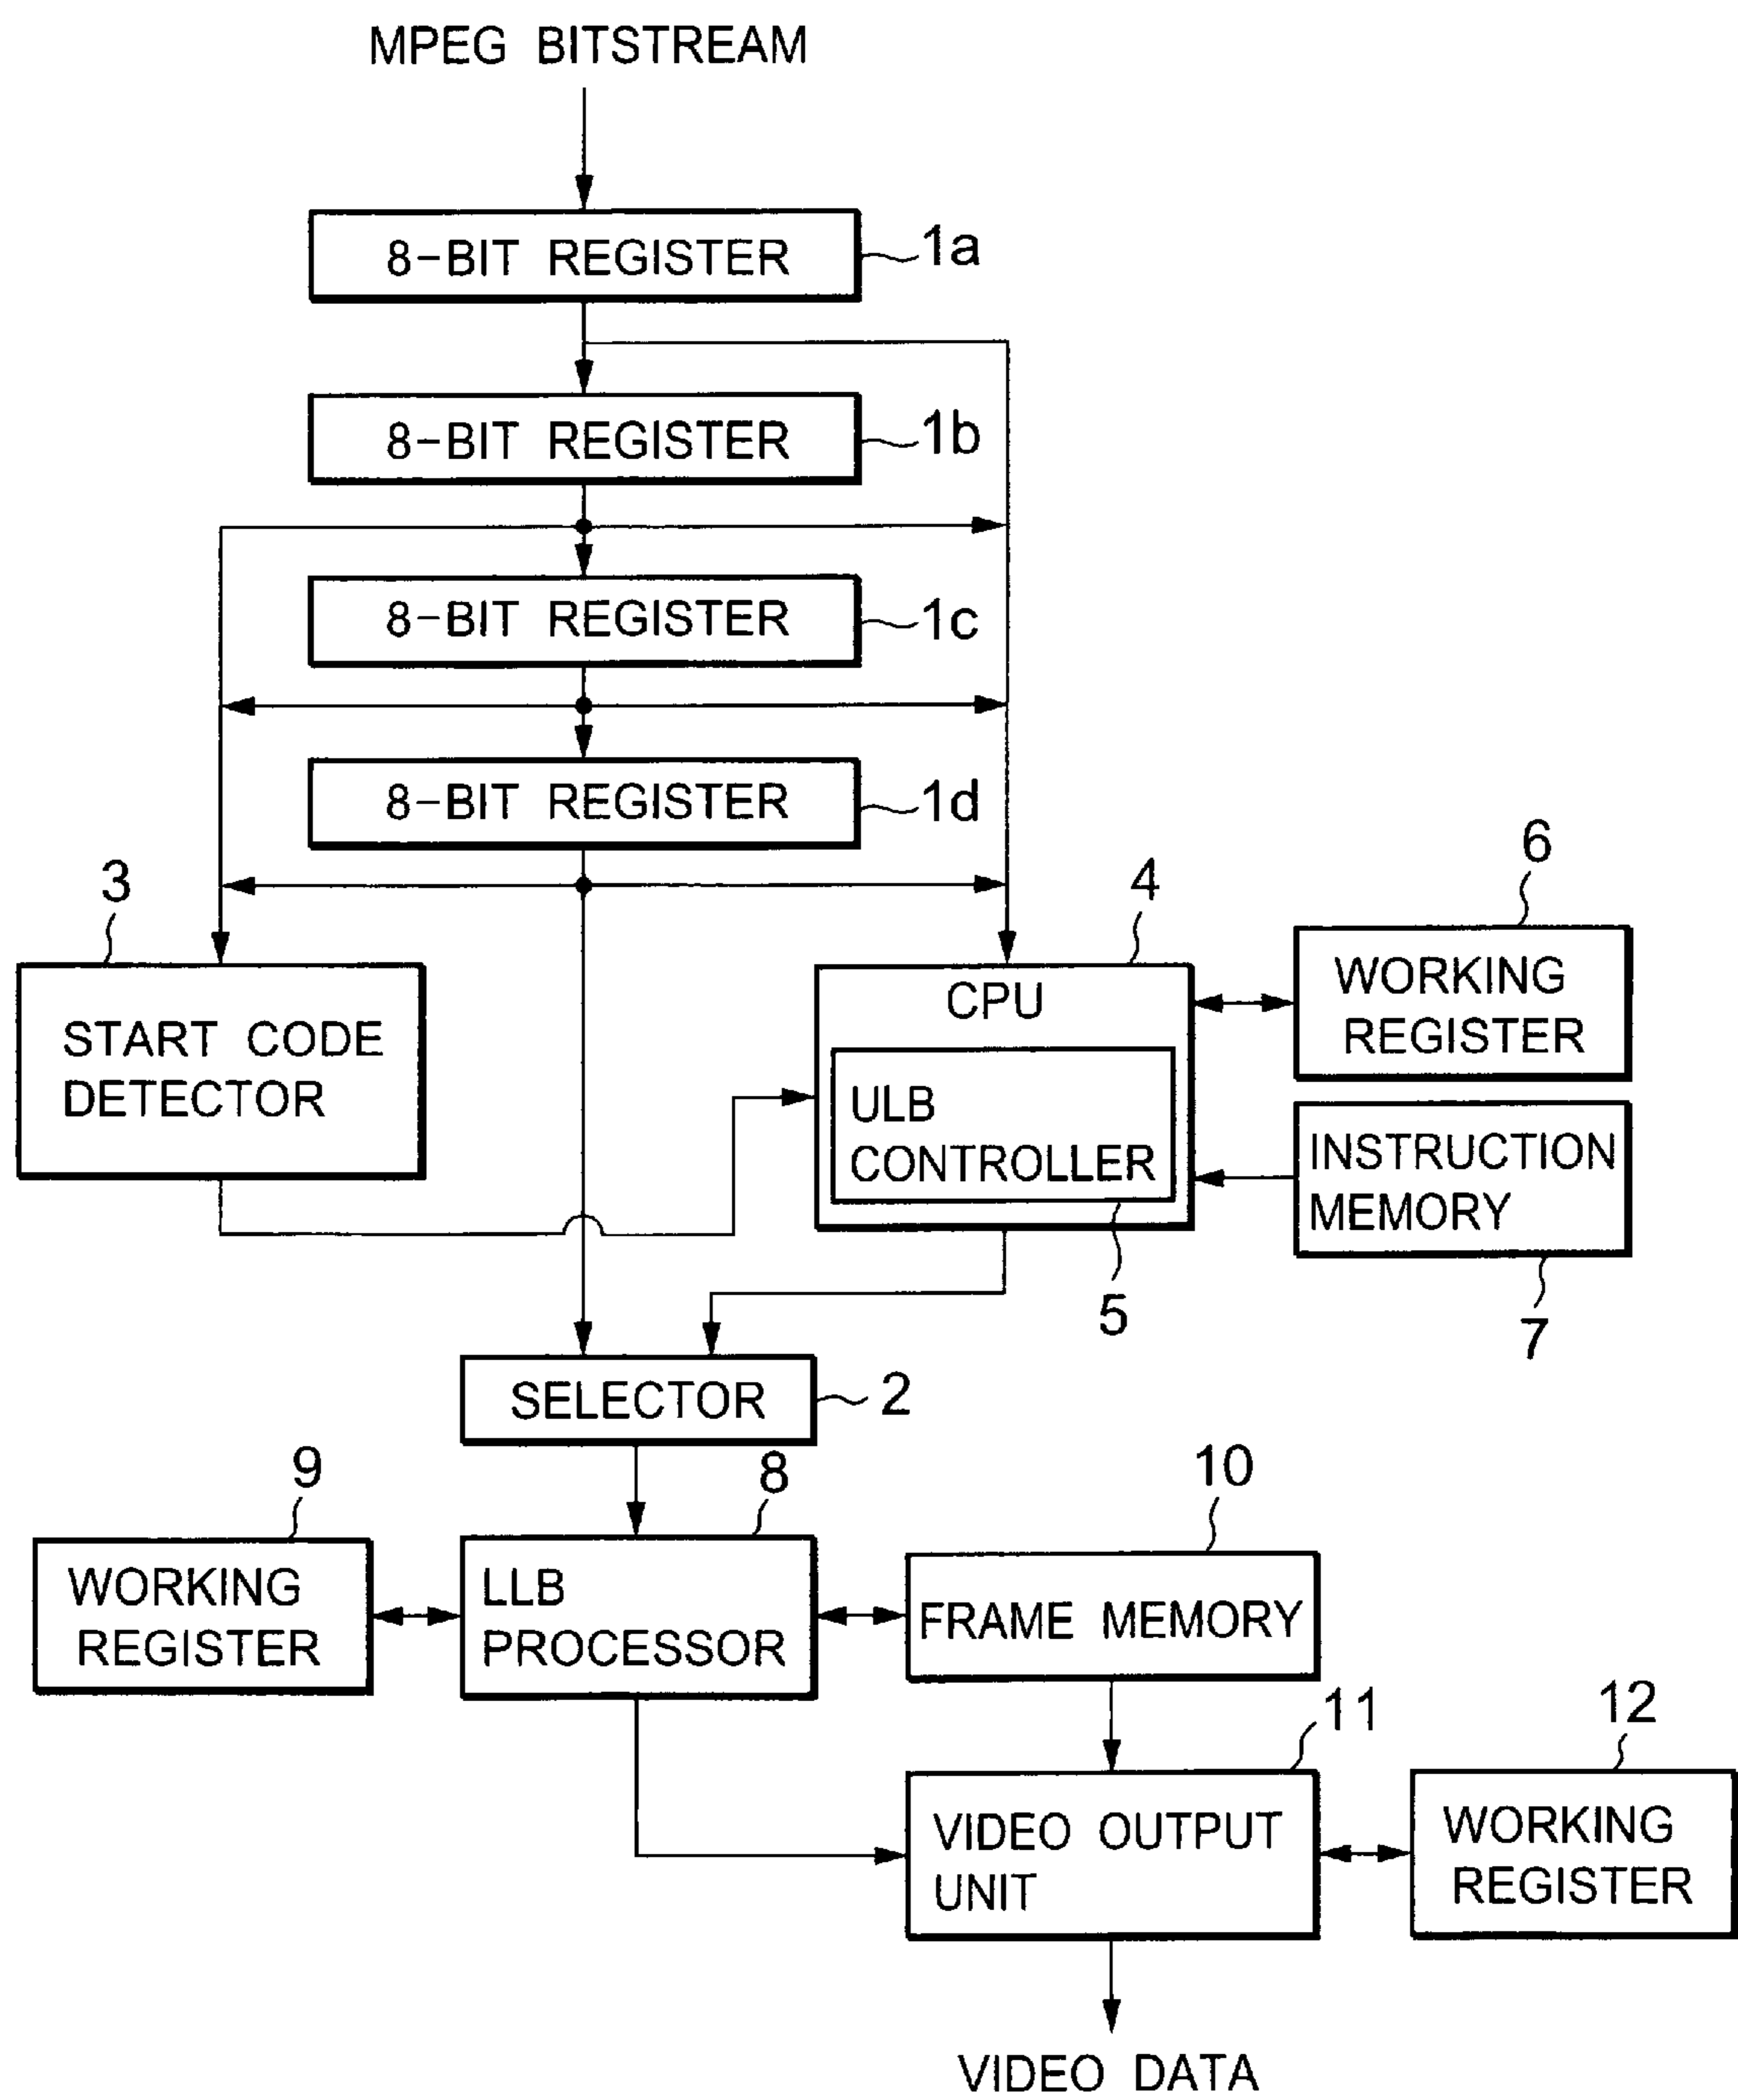 MPEG BITSTREAM
8-BIT REGISTER
1a
8-BIT REGISTER
1b
8-BIT REGISTER
1c
8-BIT REGISTER
1d
3
START CODE
DETECTOR
4
CPU
ULB
CONTROLLER
5
6
WORKING
REGISTER
INSTRUCTION
MEMORY
7
SELECTOR
2
9
WORKING
REGISTER
8
LLB
PROCESSOR
10
FRAME MEMORY
11
VIDEO OUTPUT
UNIT
12
WORKING
REGISTER
VIDEO DATA